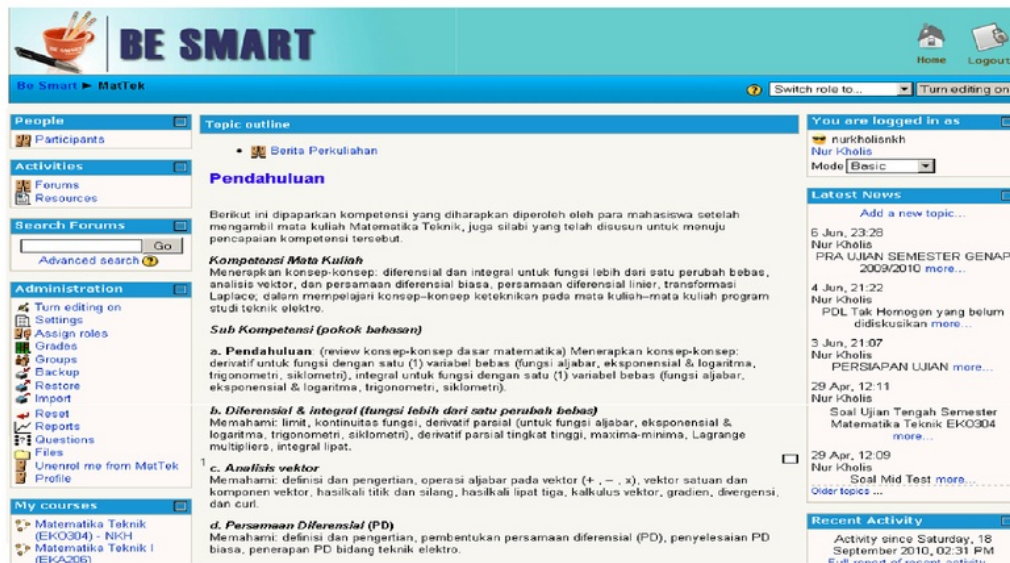 BE SMART
Home Logout
Be Smart ► MatTek
Switch role to... Turn editing on
People
Participants
Activities
Forums
Resources
Search Forums
Go
Advanced search
Administration
Turn editing on
Settings
Assign roles
Grades
Groups
Backup
Restore
Import
Reset
Reports
Questions
Files
Unenrol me from MatTek
Profile
My courses
Matematika Teknik
(EKO304) - NKH
Matematika Teknik I
(EKA206)
Topic outline
• Berita Perkuliahan
Pendahuluan
Berikut ini dipaparkan kompetensi yang diharapkan diperoleh oleh para mahasiswa setelah
mengambil mata kuliah Matematika Teknik, juga silabi yang telah disusun untuk menuju
pencapaian kompetensi tersebut.
Kompetensi Mata Kuliah
Menerapkan konsep-konsep: diferensial dan integral untuk fungsi lebih dari satu perubah bebas,
analisis vektor, dan persamaan diferensial biasa, persamaan diferensial linier, transformasi
Laplace; dalam mempelajari konsep–konsep keteknikan pada mata kuliah–mata kuliah program
studi teknik elektro.
Sub Kompetensi (pokok bahasan)
a. Pendahuluan: (review konsep-konsep dasar matematika) Menerapkan konsep-konsep:
derivatif untuk fungsi dengan satu (1) variabel bebas (fungsi aljabar, eksponensial & logaritma,
trigonometri, siklometri), integral untuk fungsi dengan satu (1) variabel bebas (fungsi aljabar,
eksponensial & logaritma, trigonometri, siklometri).
b. Diferensial & integral (fungsi lebih dari satu perubah bebas)
Memahami: limit, kontinuitas fungsi, derivatif parsial (untuk fungsi aljabar, eksponensial &
logaritma, trigonometri, siklometri), derivatif parsial tingkat tinggi, maxima-minima, Lagrange
multipliers, integral lipat.
1
c. Analisis vektor
Memahami: definisi dan pengertian, operasi aljabar pada vektor (+ , – , x), vektor satuan dan
komponen vektor, hasilkali titik dan silang, hasilkali lipat tiga, kalkulus vektor, gradien, divergensi,
dan curl.
d. Persamaan Diferensial (PD)
Memahami: definisi dan pengertian, pembentukan persamaan diferensial (PD), penyelesaian PD
biasa, penerapan PD bidang teknik elektro.
You are logged in as
nurkholisnkh
Nur Kholis
Mode Basic
Latest News
Add a new topic...
6 Jun, 23:28
Nur Kholis
PRA UJIAN SEMESTER GENAP
2009/2010 more...
4 Jun, 21:22
Nur Kholis
PDL Tak Homogen yang belum
didiskusikan more...
3 Jun, 21:07
Nur Kholis
PERSIAPAN UJIAN more...
29 Apr, 12:11
Nur Kholis
Soal Ujian Tengah Semester
Matematika Teknik EKO304
more...
29 Apr, 12:09
Nur Kholis
Soal Mid Test more...
Older topics ...
Recent Activity
Activity since Saturday, 18
September 2010, 02:31 PM
Full report of recent activity